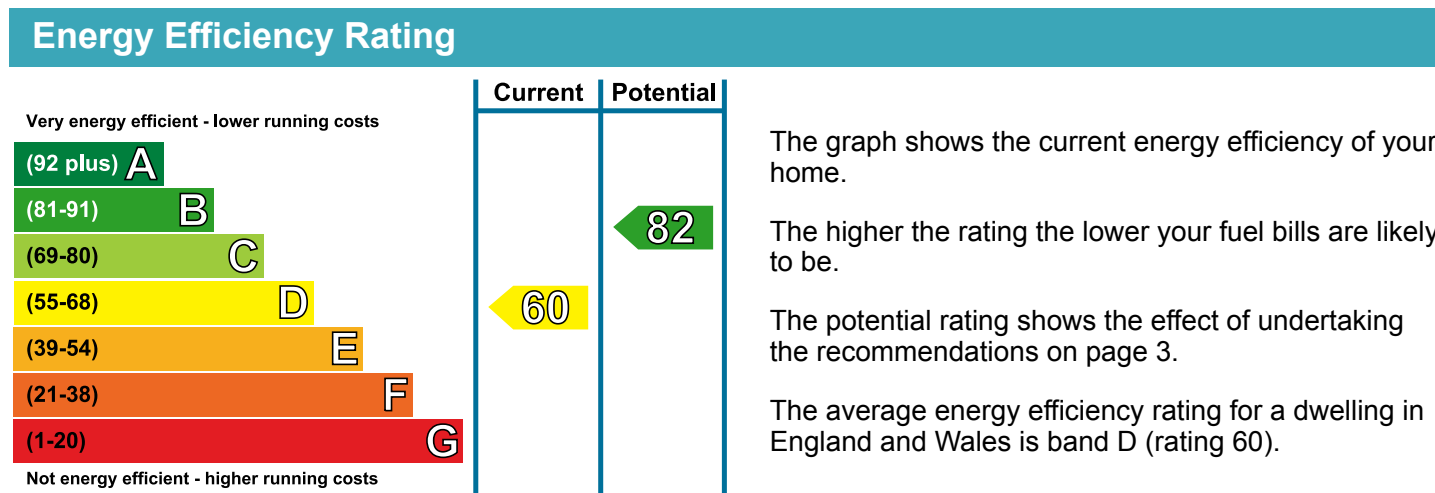 Energy Efficiency Rating
Current Potential
Very energy efficient - lower running costs
(92 plus) A
(81-91) B
82
(69-80) C
(55-68) D
60
(39-54) E
(21-38) F
(1-20) G
Not energy efficient - higher running costs
The graph shows the current energy efficiency of your
home.
The higher the rating the lower your fuel bills are likely
to be.
The potential rating shows the effect of undertaking
the recommendations on page 3.
The average energy efficiency rating for a dwelling in
England and Wales is band D (rating 60).